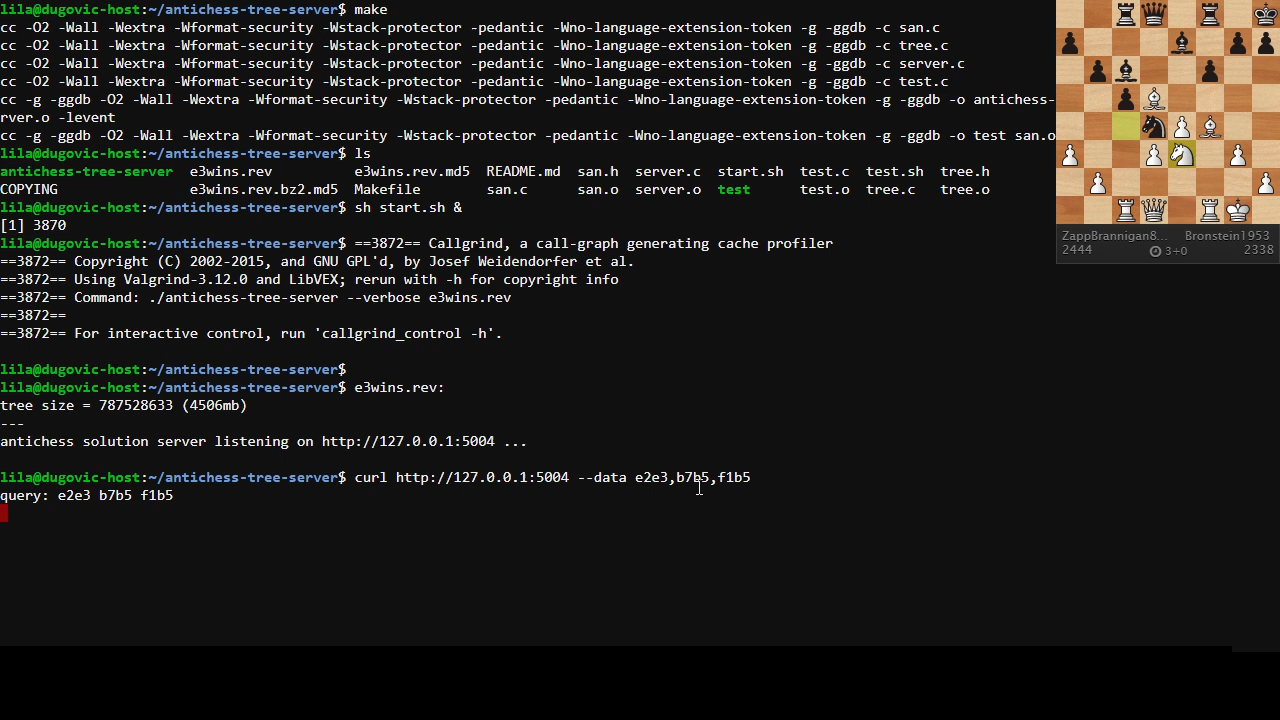 lila@dugovic-host:~/antichess-tree-server$ make
cc -O2 -Wall -Wextra -Wformat-security -Wstack-protector -pedantic -Wno-language-extension-token -g -ggdb -c san.c
cc -O2 -Wall -Wextra -Wformat-security -Wstack-protector -pedantic -Wno-language-extension-token -g -ggdb -c tree.c
cc -O2 -Wall -Wextra -Wformat-security -Wstack-protector -pedantic -Wno-language-extension-token -g -ggdb -c server.c
cc -O2 -Wall -Wextra -Wformat-security -Wstack-protector -pedantic -Wno-language-extension-token -g -ggdb -c test.c
cc -g -ggdb -O2 -Wall -Wextra -Wformat-security -Wstack-protector -pedantic -Wno-language-extension-token -g -ggdb -o antichess-
rver.o -levent
cc -g -ggdb -O2 -Wall -Wextra -Wformat-security -Wstack-protector -pedantic -Wno-language-extension-token -g -ggdb -o test san.o
lila@dugovic-host:~/antichess-tree-server$ ls
antichess-tree-server e3wins.rev e3wins.rev.md5 README.md san.h server.c start.sh test.c test.sh tree.h
COPYING e3wins.rev.bz2.md5 Makefile san.c san.o server.o test test.o tree.c tree.o
lila@dugovic-host:~/antichess-tree-server$ sh start.sh &
[1] 3870
lila@dugovic-host:~/antichess-tree-server$ ==3872== Callgrind, a call-graph generating cache profiler
==3872== Copyright (C) 2002-2015, and GNU GPL'd, by Josef Weidendorfer et al.
==3872== Using Valgrind-3.12.0 and LibVEX; rerun with -h for copyright info
==3872== Command: ./antichess-tree-server --verbose e3wins.rev
==3872==
==3872== For interactive control, run 'callgrind_control -h'.
lila@dugovic-host:~/antichess-tree-server$
lila@dugovic-host:~/antichess-tree-server$ e3wins.rev:
tree size = 787528633 (4506mb)
---
antichess solution server listening on http://127.0.0.1:5004 ...
lila@dugovic-host:~/antichess-tree-server$ curl http://127.0.0.1:5004 --data e2e3,b7b5,f1b5
query: e2e3 b7b5 f1b5
ZappBrannigan8... Bronstein1953
2444 3+0 2338